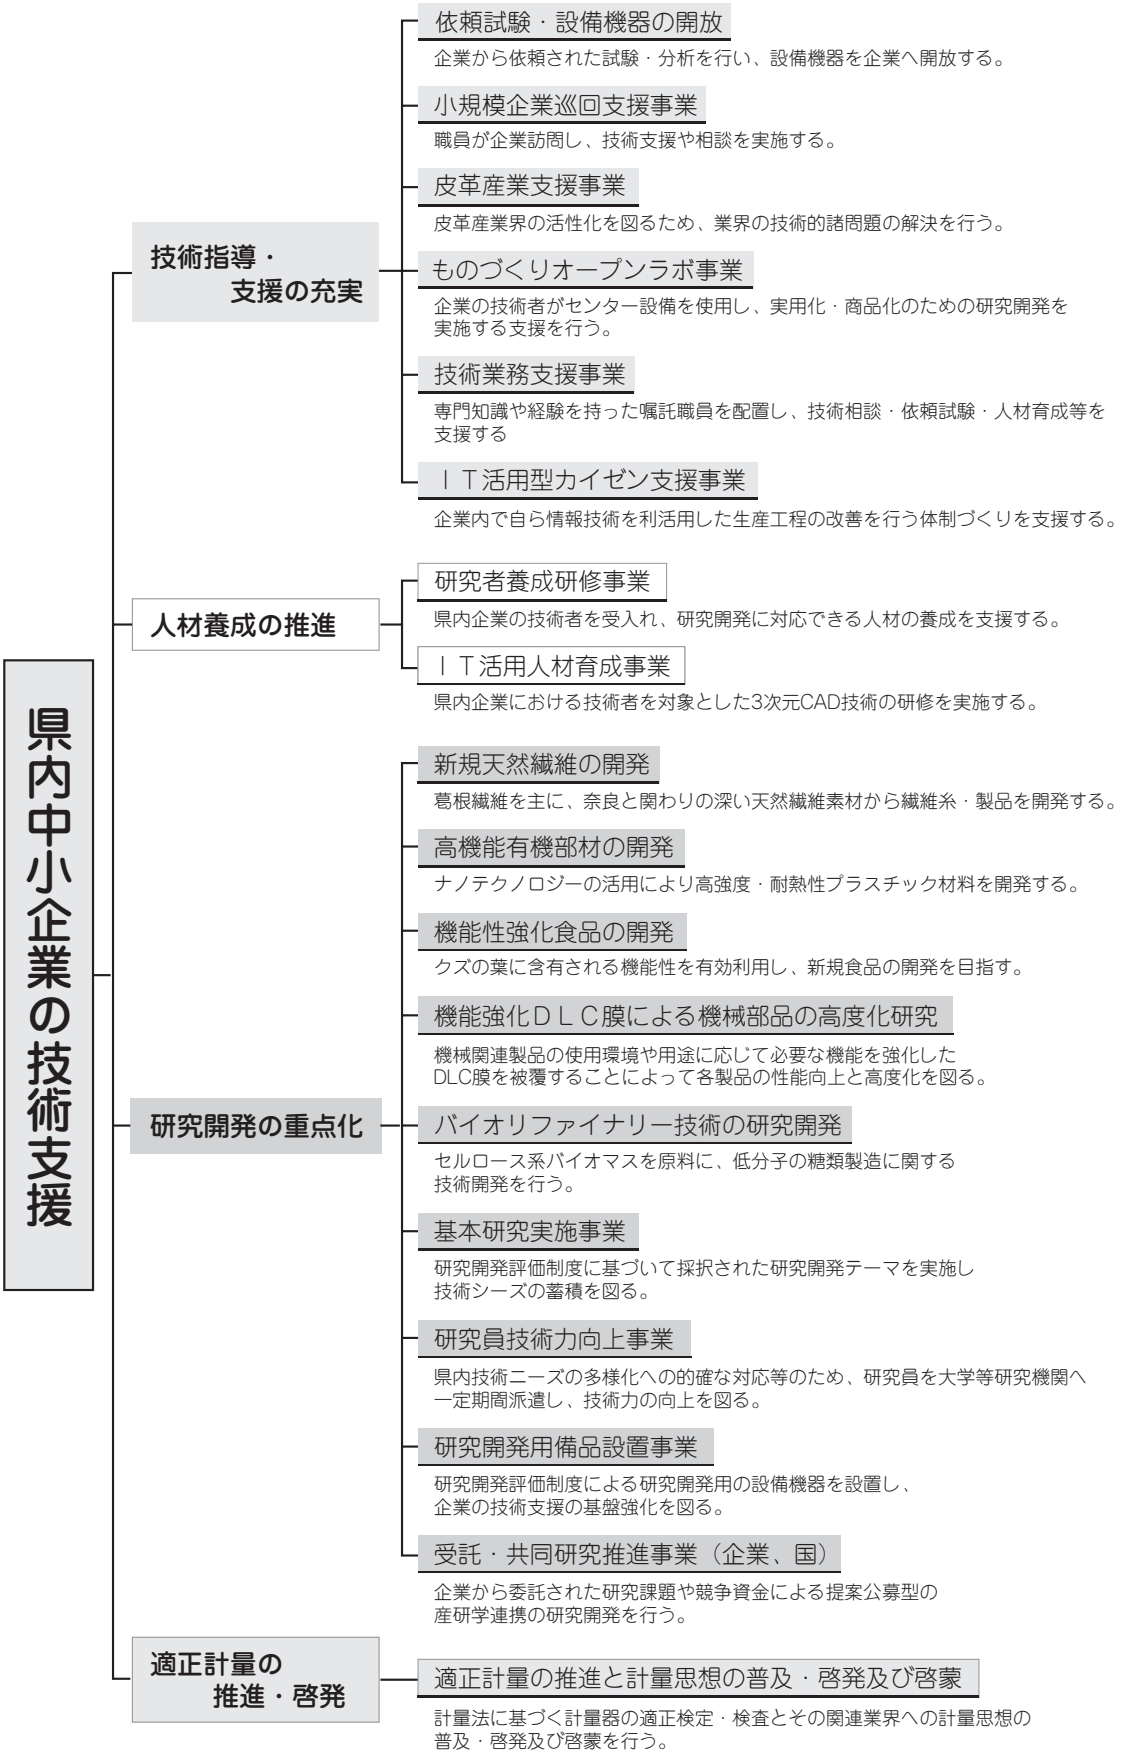 県内中小企業の技術支援
技術指導・
支援の充実
依頼試験・設備機器の開放
企業から依頼された試験・分析を行い、設備機器を企業へ開放する。
小規模企業巡回支援事業
職員が企業訪問し、技術支援や相談を実施する。
皮革産業支援事業
皮革産業界の活性化を図るため、業界の技術的諸問題の解決を行う。
ものづくりオープンラボ事業
企業の技術者がセンター設備を使用し、実用化・商品化のための研究開発を
実施する支援を行う。
技術業務支援事業
専門知識や経験を持った嘱託職員を配置し、技術相談・依頼試験・人材育成等を
支援する
ＩＴ活用型カイゼン支援事業
企業内で自ら情報技術を利活用した生産工程の改善を行う体制づくりを支援する。
人材養成の推進
研究者養成研修事業
県内企業の技術者を受入れ、研究開発に対応できる人材の養成を支援する。
ＩＴ活用人材育成事業
県内企業における技術者を対象とした3次元CAD技術の研修を実施する。
研究開発の重点化
新規天然繊維の開発
葛根繊維を主に、奈良と関わりの深い天然繊維素材から繊維糸・製品を開発する。
高機能有機部材の開発
ナノテクノロジーの活用により高強度・耐熱性プラスチック材料を開発する。
機能性強化食品の開発
クズの葉に含有される機能性を有効利用し、新規食品の開発を目指す。
機能強化ＤＬＣ膜による機械部品の高度化研究
機械関連製品の使用環境や用途に応じて必要な機能を強化した
DLC膜を被覆することによって各製品の性能向上と高度化を図る。
バイオリファイナリー技術の研究開発
セルロース系バイオマスを原料に、低分子の糖類製造に関する
技術開発を行う。
基本研究実施事業
研究開発評価制度に基づいて採択された研究開発テーマを実施し
技術シーズの蓄積を図る。
研究員技術力向上事業
県内技術ニーズの多様化への的確な対応等のため、研究員を大学等研究機関へ
一定期間派遣し、技術力の向上を図る。
研究開発用備品設置事業
研究開発評価制度による研究開発用の設備機器を設置し、
企業の技術支援の基盤強化を図る。
受託・共同研究推進事業（企業、国）
企業から委託された研究課題や競争資金による提案公募型の
産研学連携の研究開発を行う。
適正計量の
推進・啓発
適正計量の推進と計量思想の普及・啓発及び啓蒙
計量法に基づく計量器の適正検定・検査とその関連業界への計量思想の
普及・啓発及び啓蒙を行う。